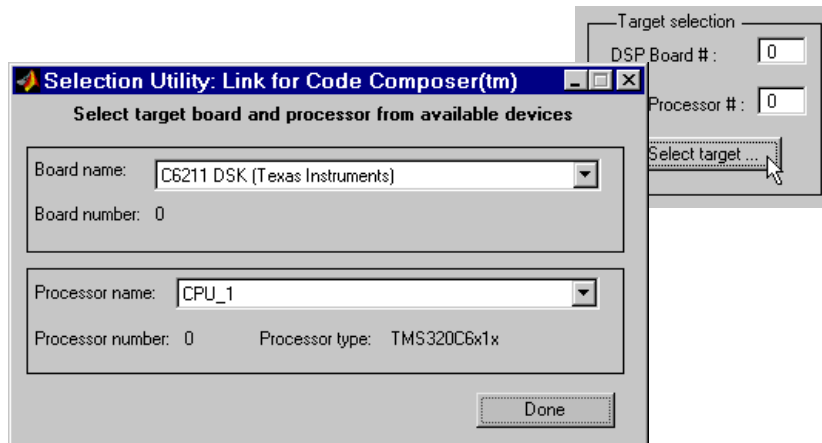 Target selection
DSP Board # : 0
Processor # : 0
Select target ...
Selection Utility: Link for Code Composer(tm)
Select target board and processor from available devices
Board name: C6211 DSK (Texas Instruments)
Board number: 0
Processor name: CPU_1
Processor number: 0 Processor type: TMS320C6x1x
Done